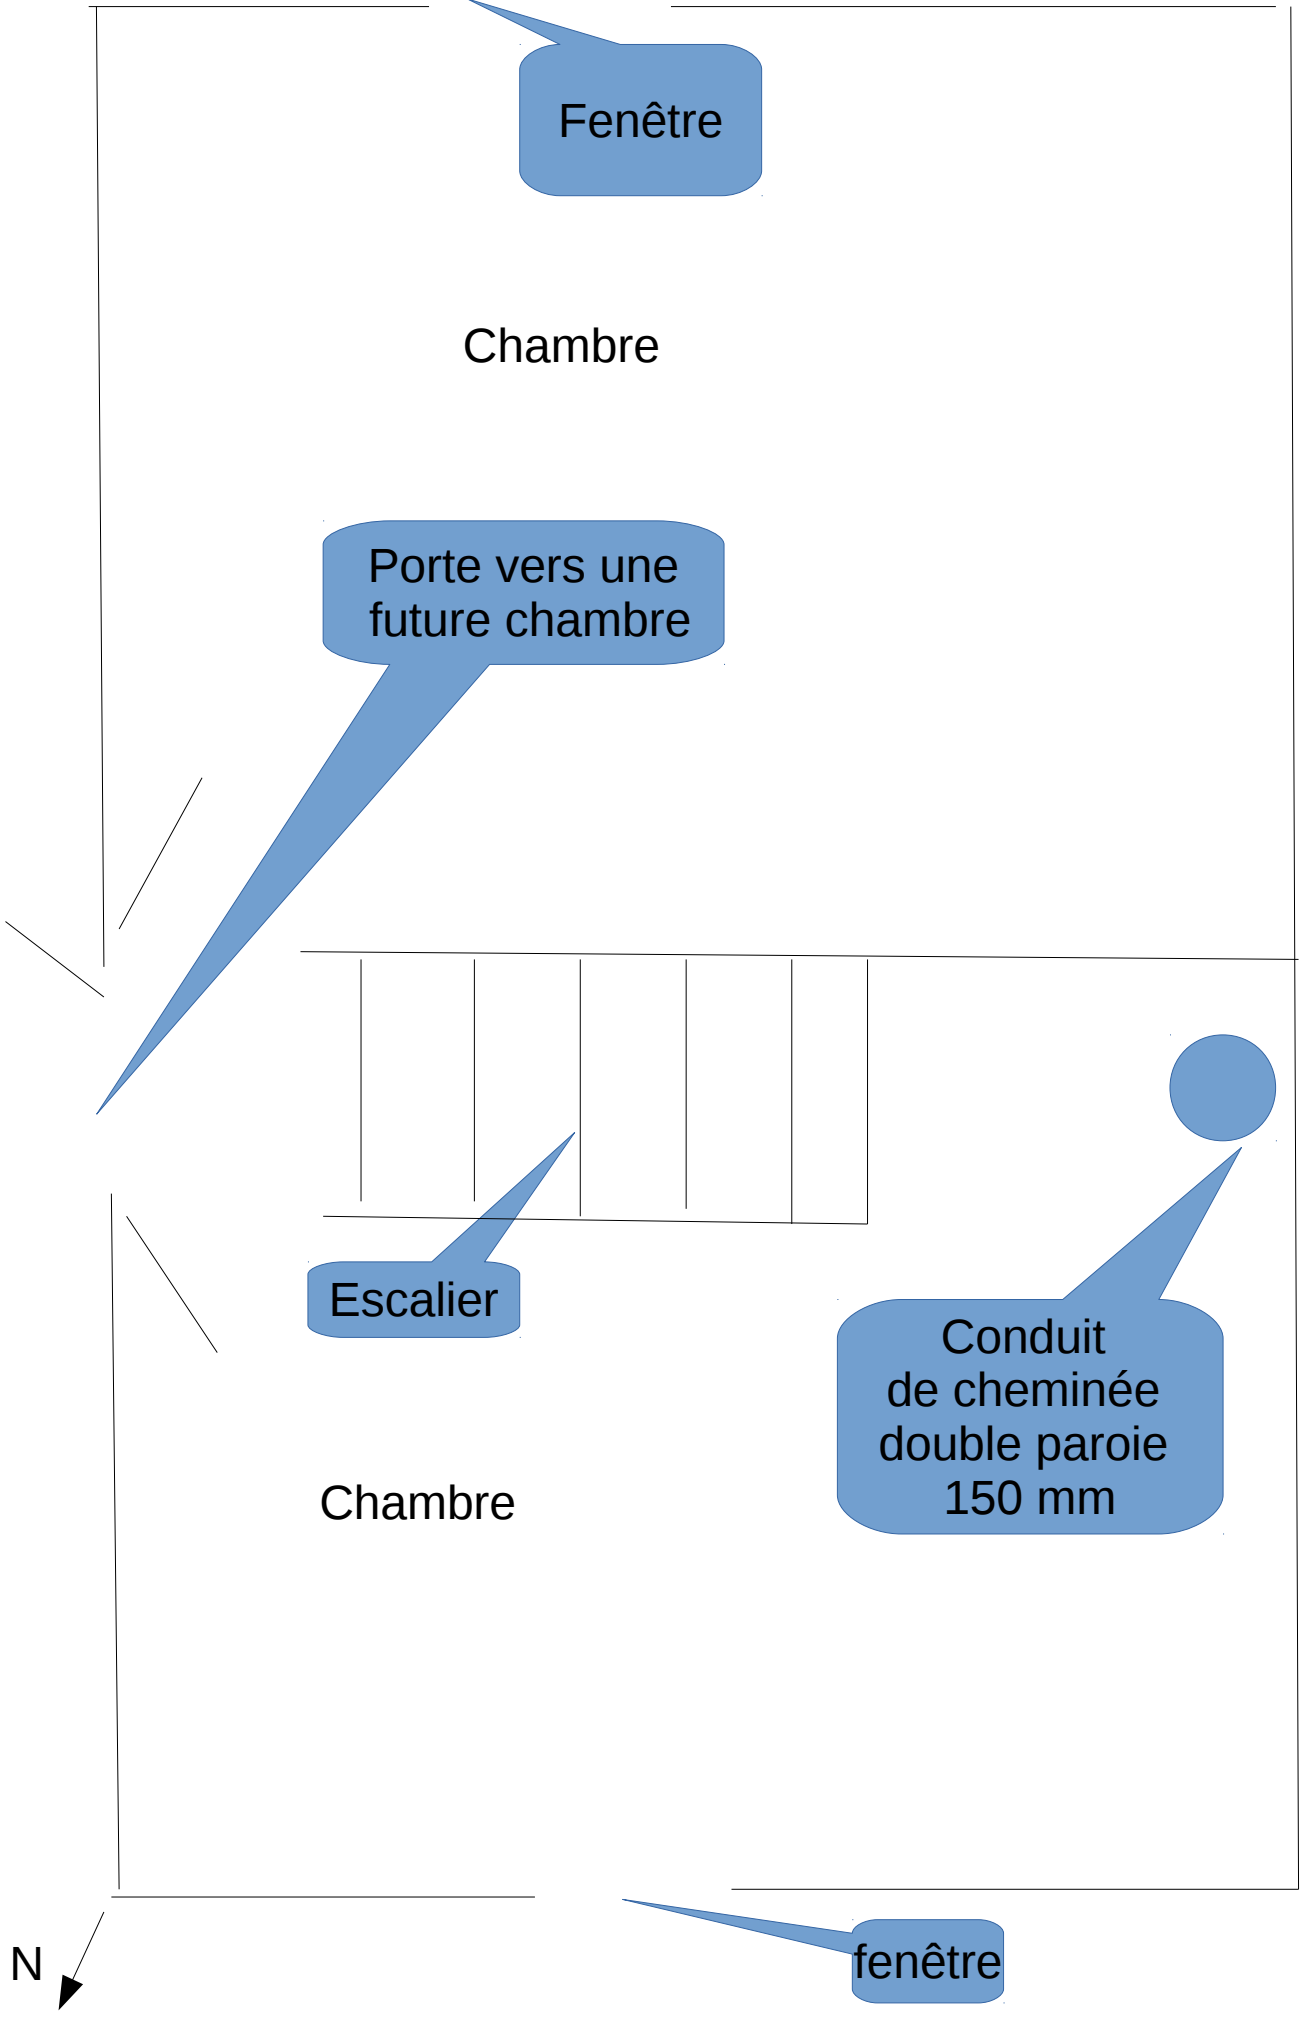 Fenêtre
Chambre
Porte vers une
future chambre
Escalier
Conduit
de cheminée
double paroie
150 mm
Chambre
N
fenêtre